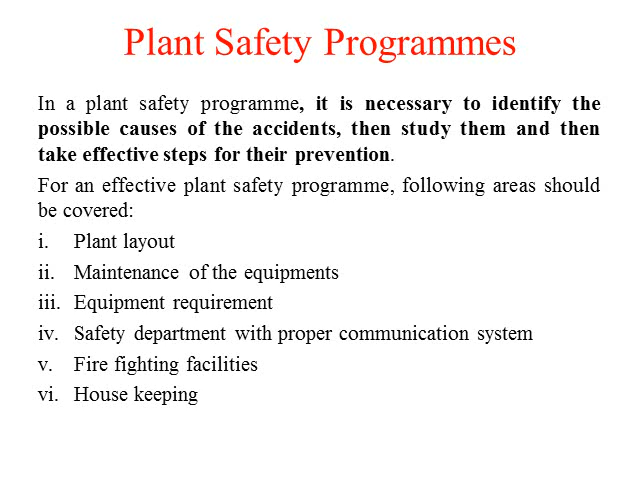 Plant Safety Programmes
In a plant safety programme, it is necessary to identify the
possible causes of the accidents, then study them and then
take effective steps for their prevention.
For an effective plant safety programme, following areas should
be covered:
i. Plant layout
ii. Maintenance of the equipments
iii. Equipment requirement
iv. Safety department with proper communication system
v. Fire fighting facilities
vi. House keeping